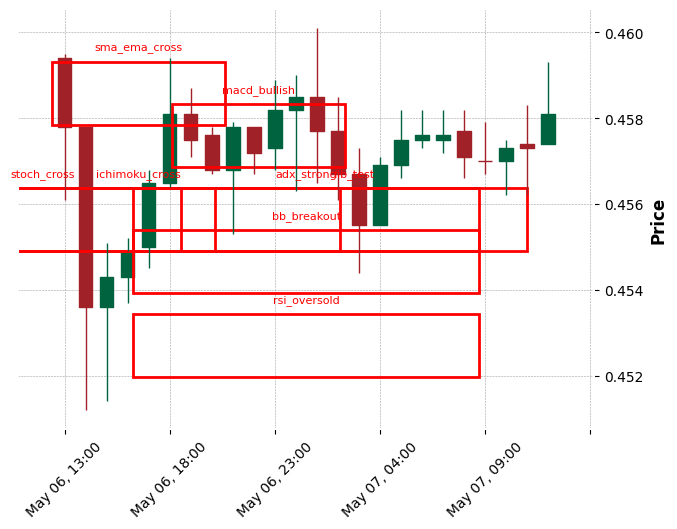 0.460
sma_ema_cross
macd_bullish
0.458
stoch_cross
ichimoku_cross
adx_strong
fib_test
0.456
bb_breakout
Price
0.454
rsi_oversold
0.452
May 06, 13:00
May 06, 18:00
May 06, 23:00
May 07, 04:00
May 07, 09:00